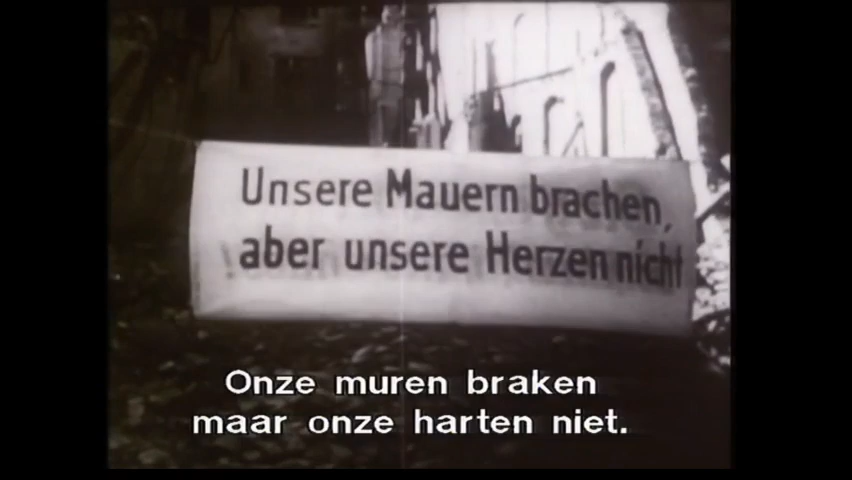 Unsere Mauern brachen,
aber unsere Herzen nicht
Onze muren braken
maar onze harten niet.